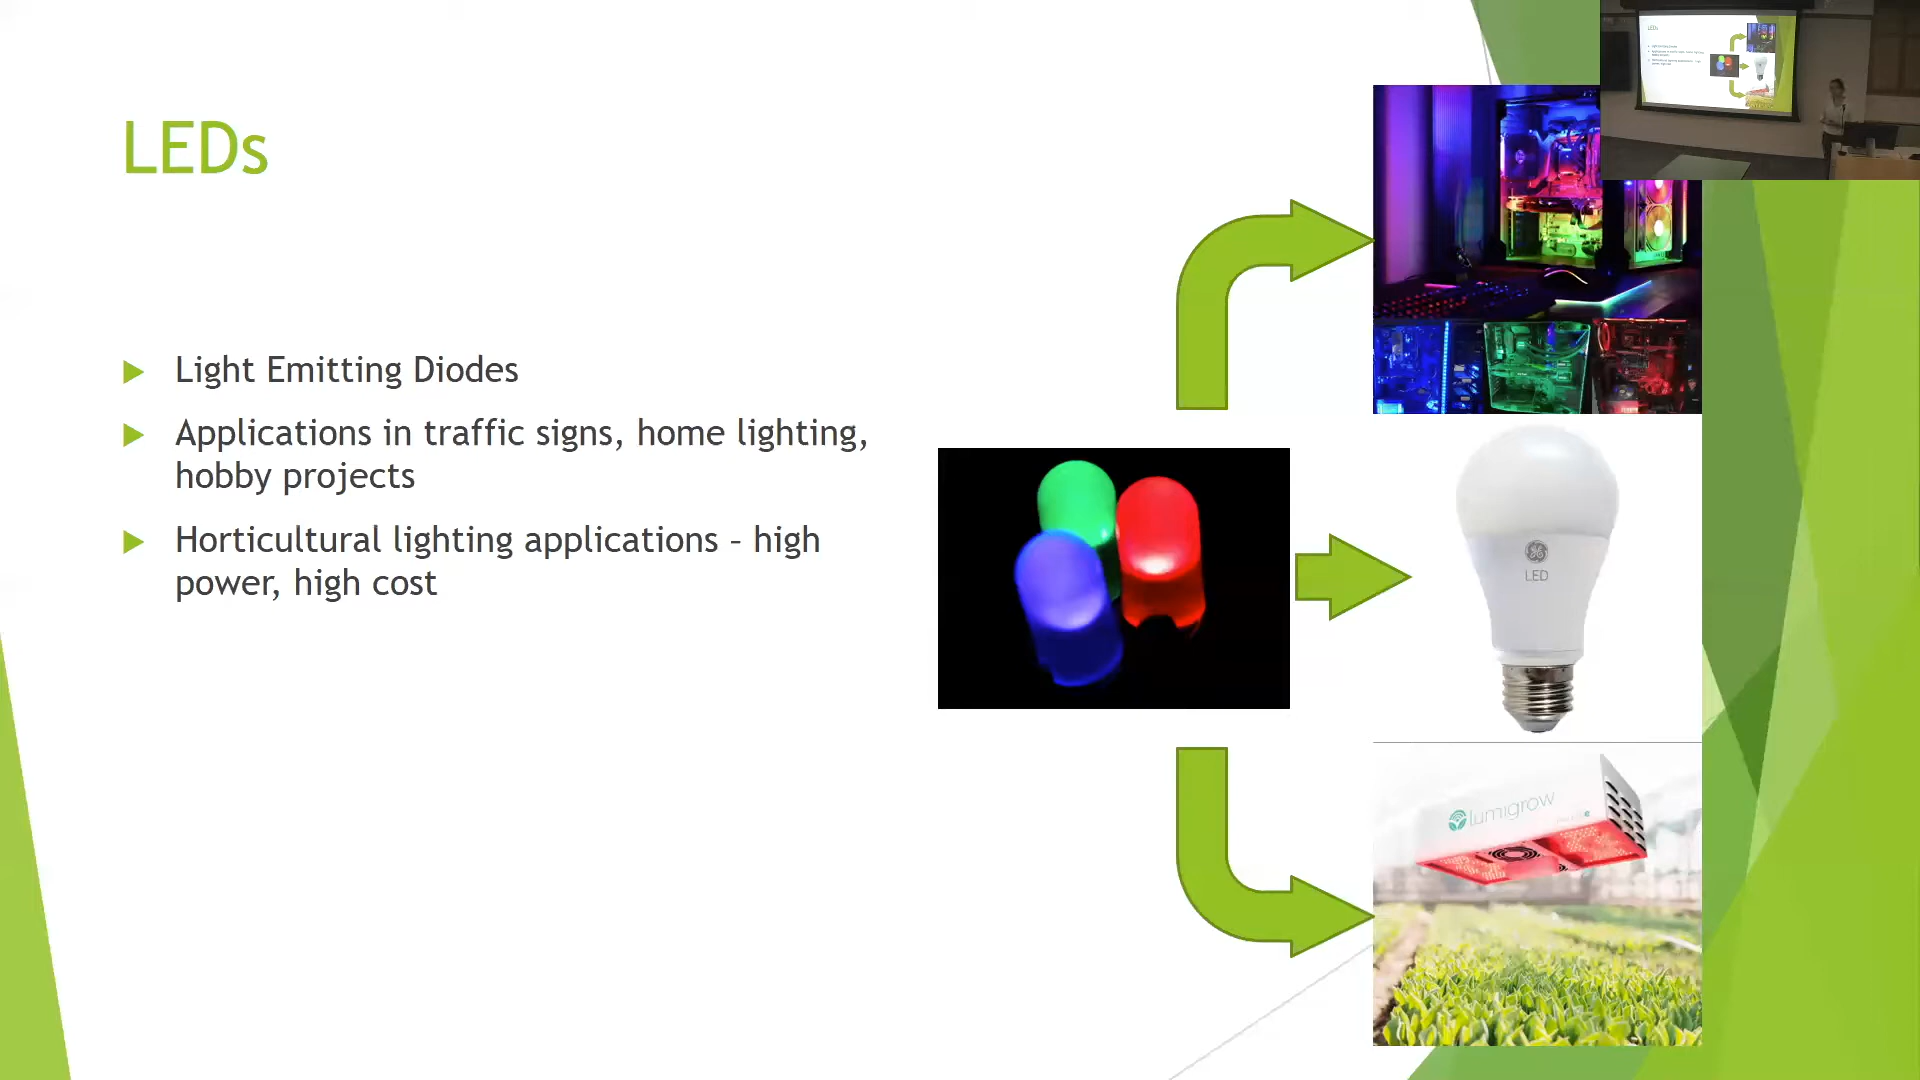 LEDs
Light Emitting Diodes
Applications in traffic signs, home lighting,
hobby projects
Horticultural lighting applications – high
power, high cost
LED
lumigrow